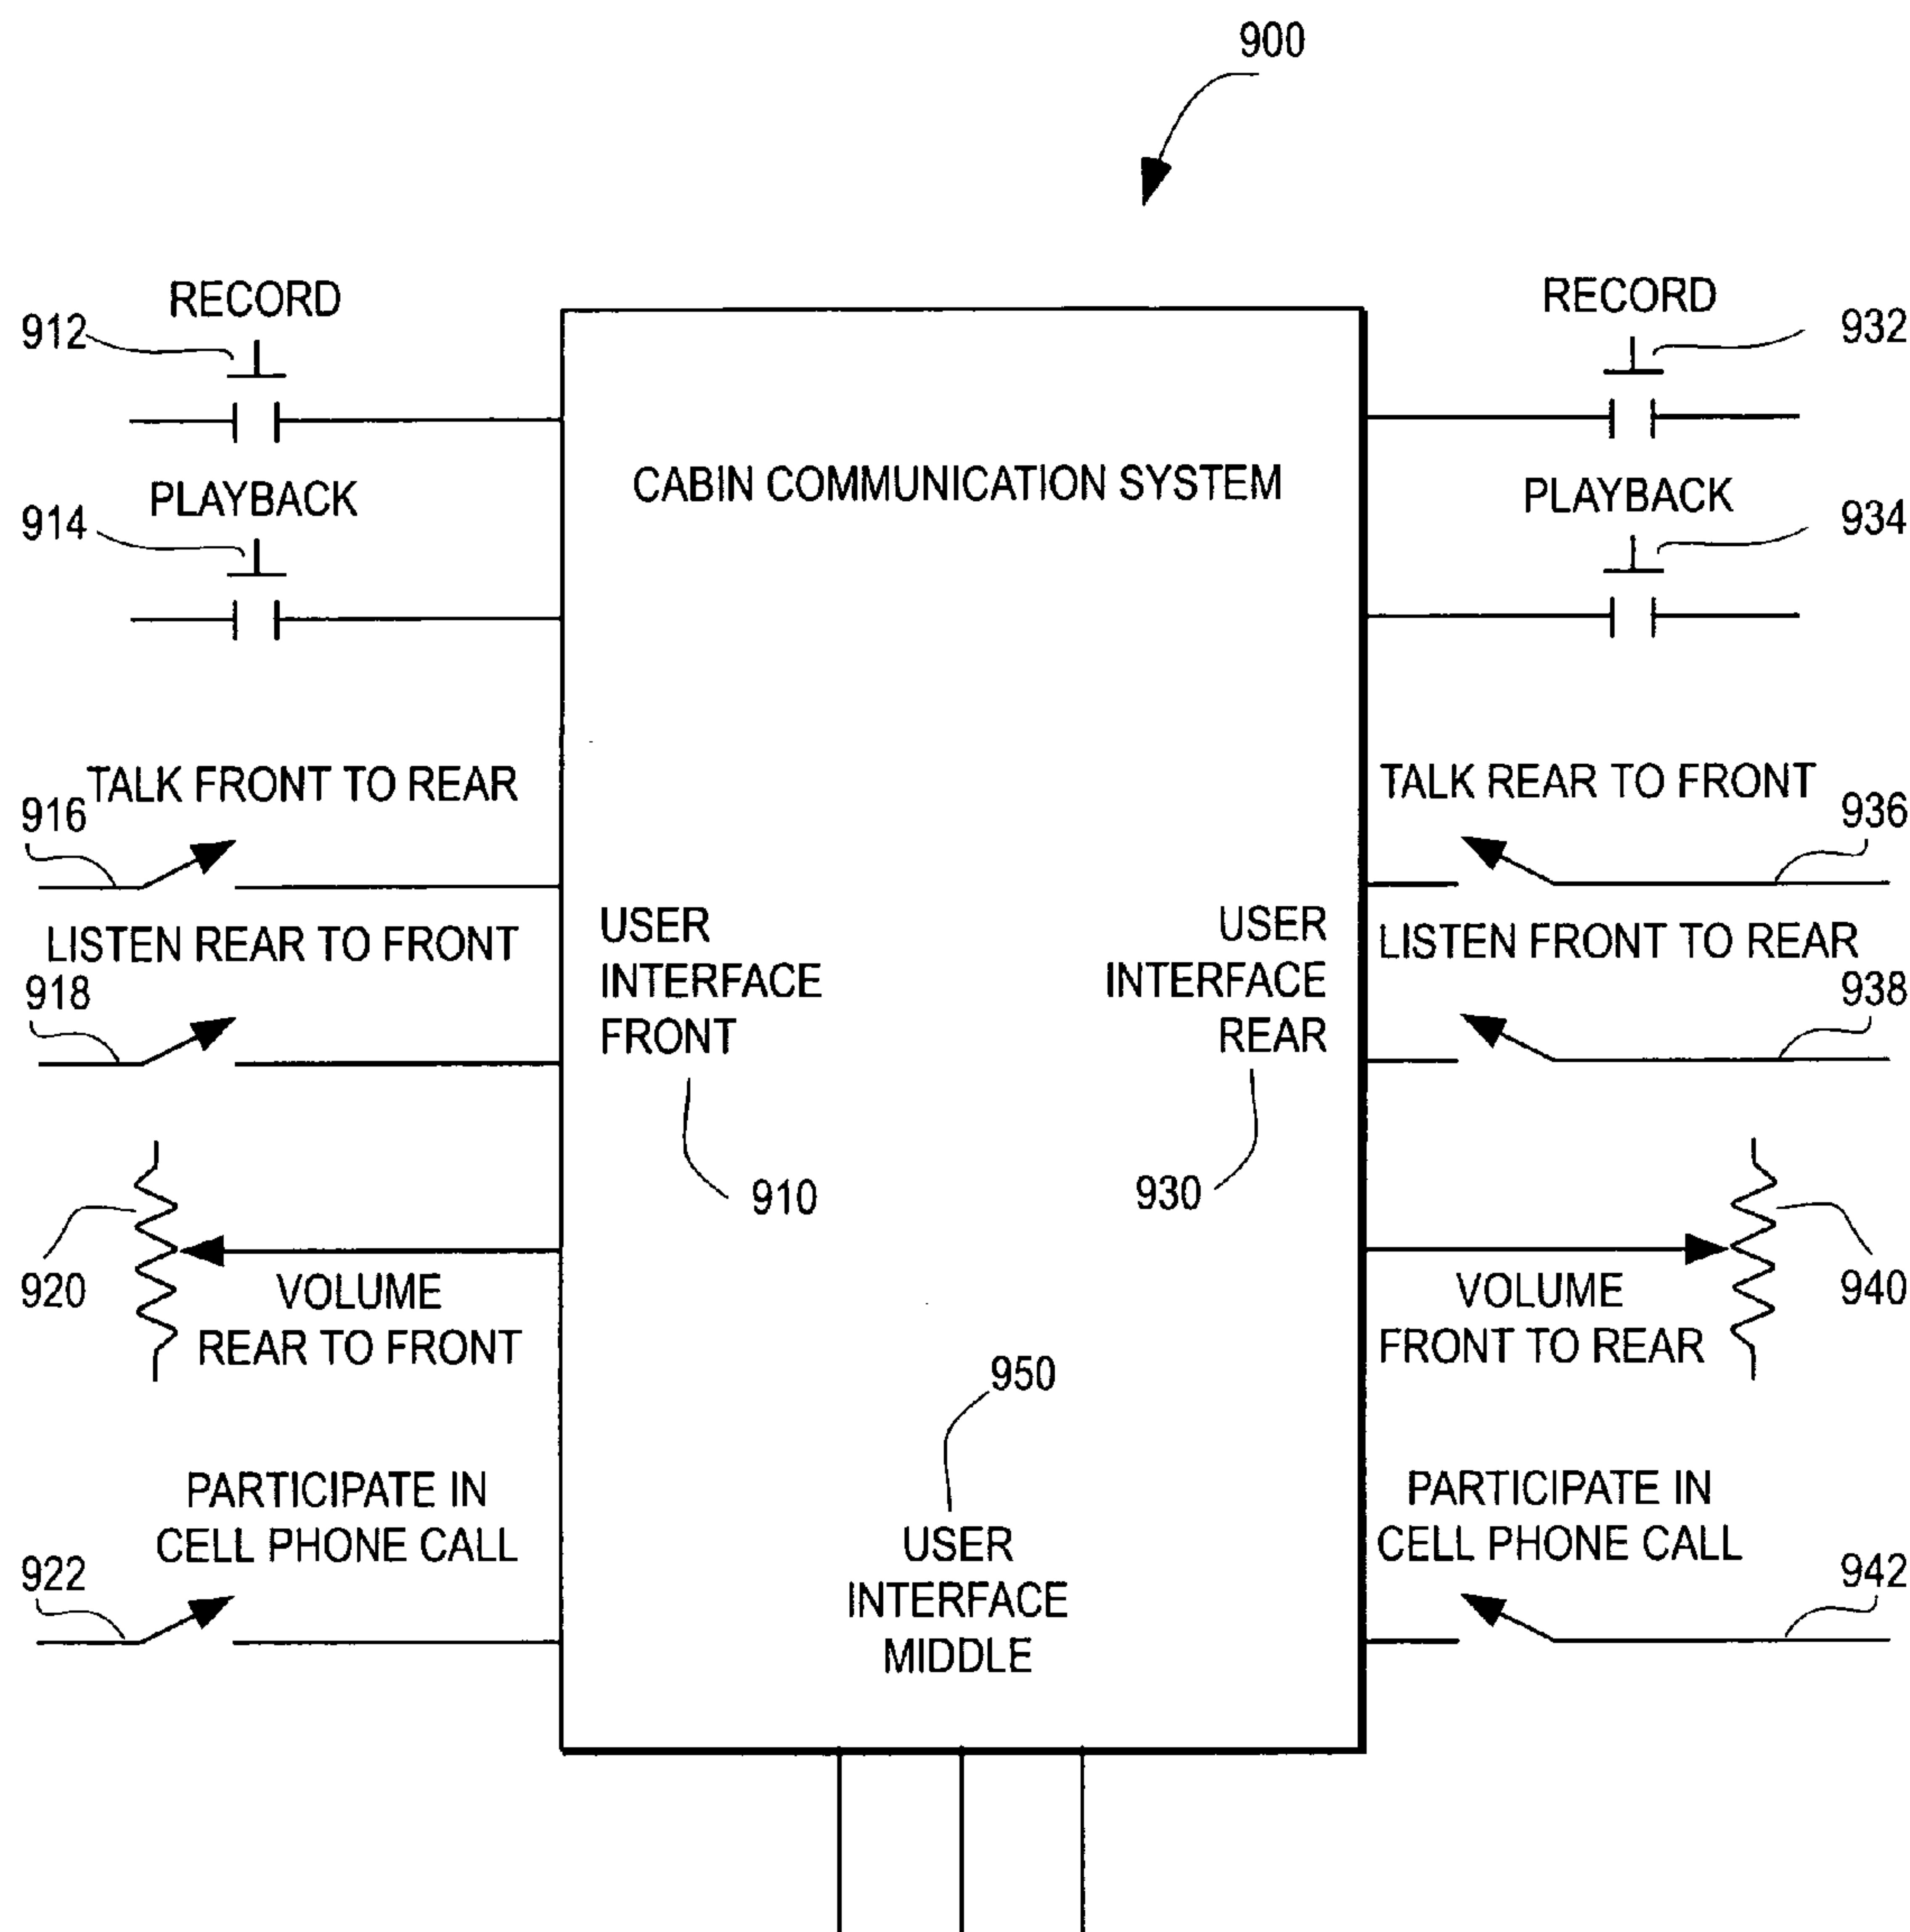 900
RECORD
912
PLAYBACK
914
TALK FRONT TO REAR
916
LISTEN REAR TO FRONT
918
920
VOLUME
REAR TO FRONT
PARTICIPATE IN
CELL PHONE CALL
922
CABIN COMMUNICATION SYSTEM
USER
INTERFACE
FRONT
910
USER
INTERFACE
REAR
930
950
USER
INTERFACE
MIDDLE
RECORD
932
PLAYBACK
934
TALK REAR TO FRONT
936
LISTEN FRONT TO REAR
938
940
VOLUME
FRONT TO REAR
PARTICIPATE IN
CELL PHONE CALL
942